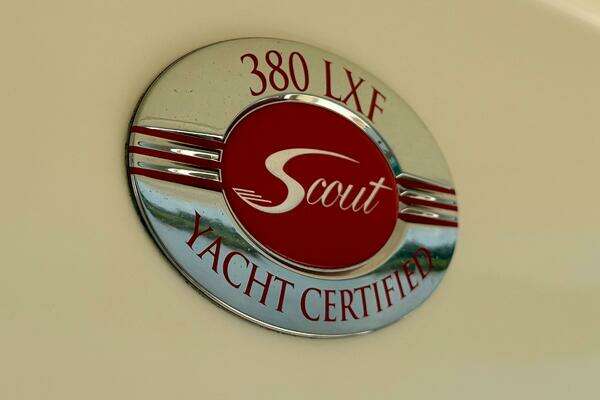 380 LXF
Scout
YACHT CERTIFIED